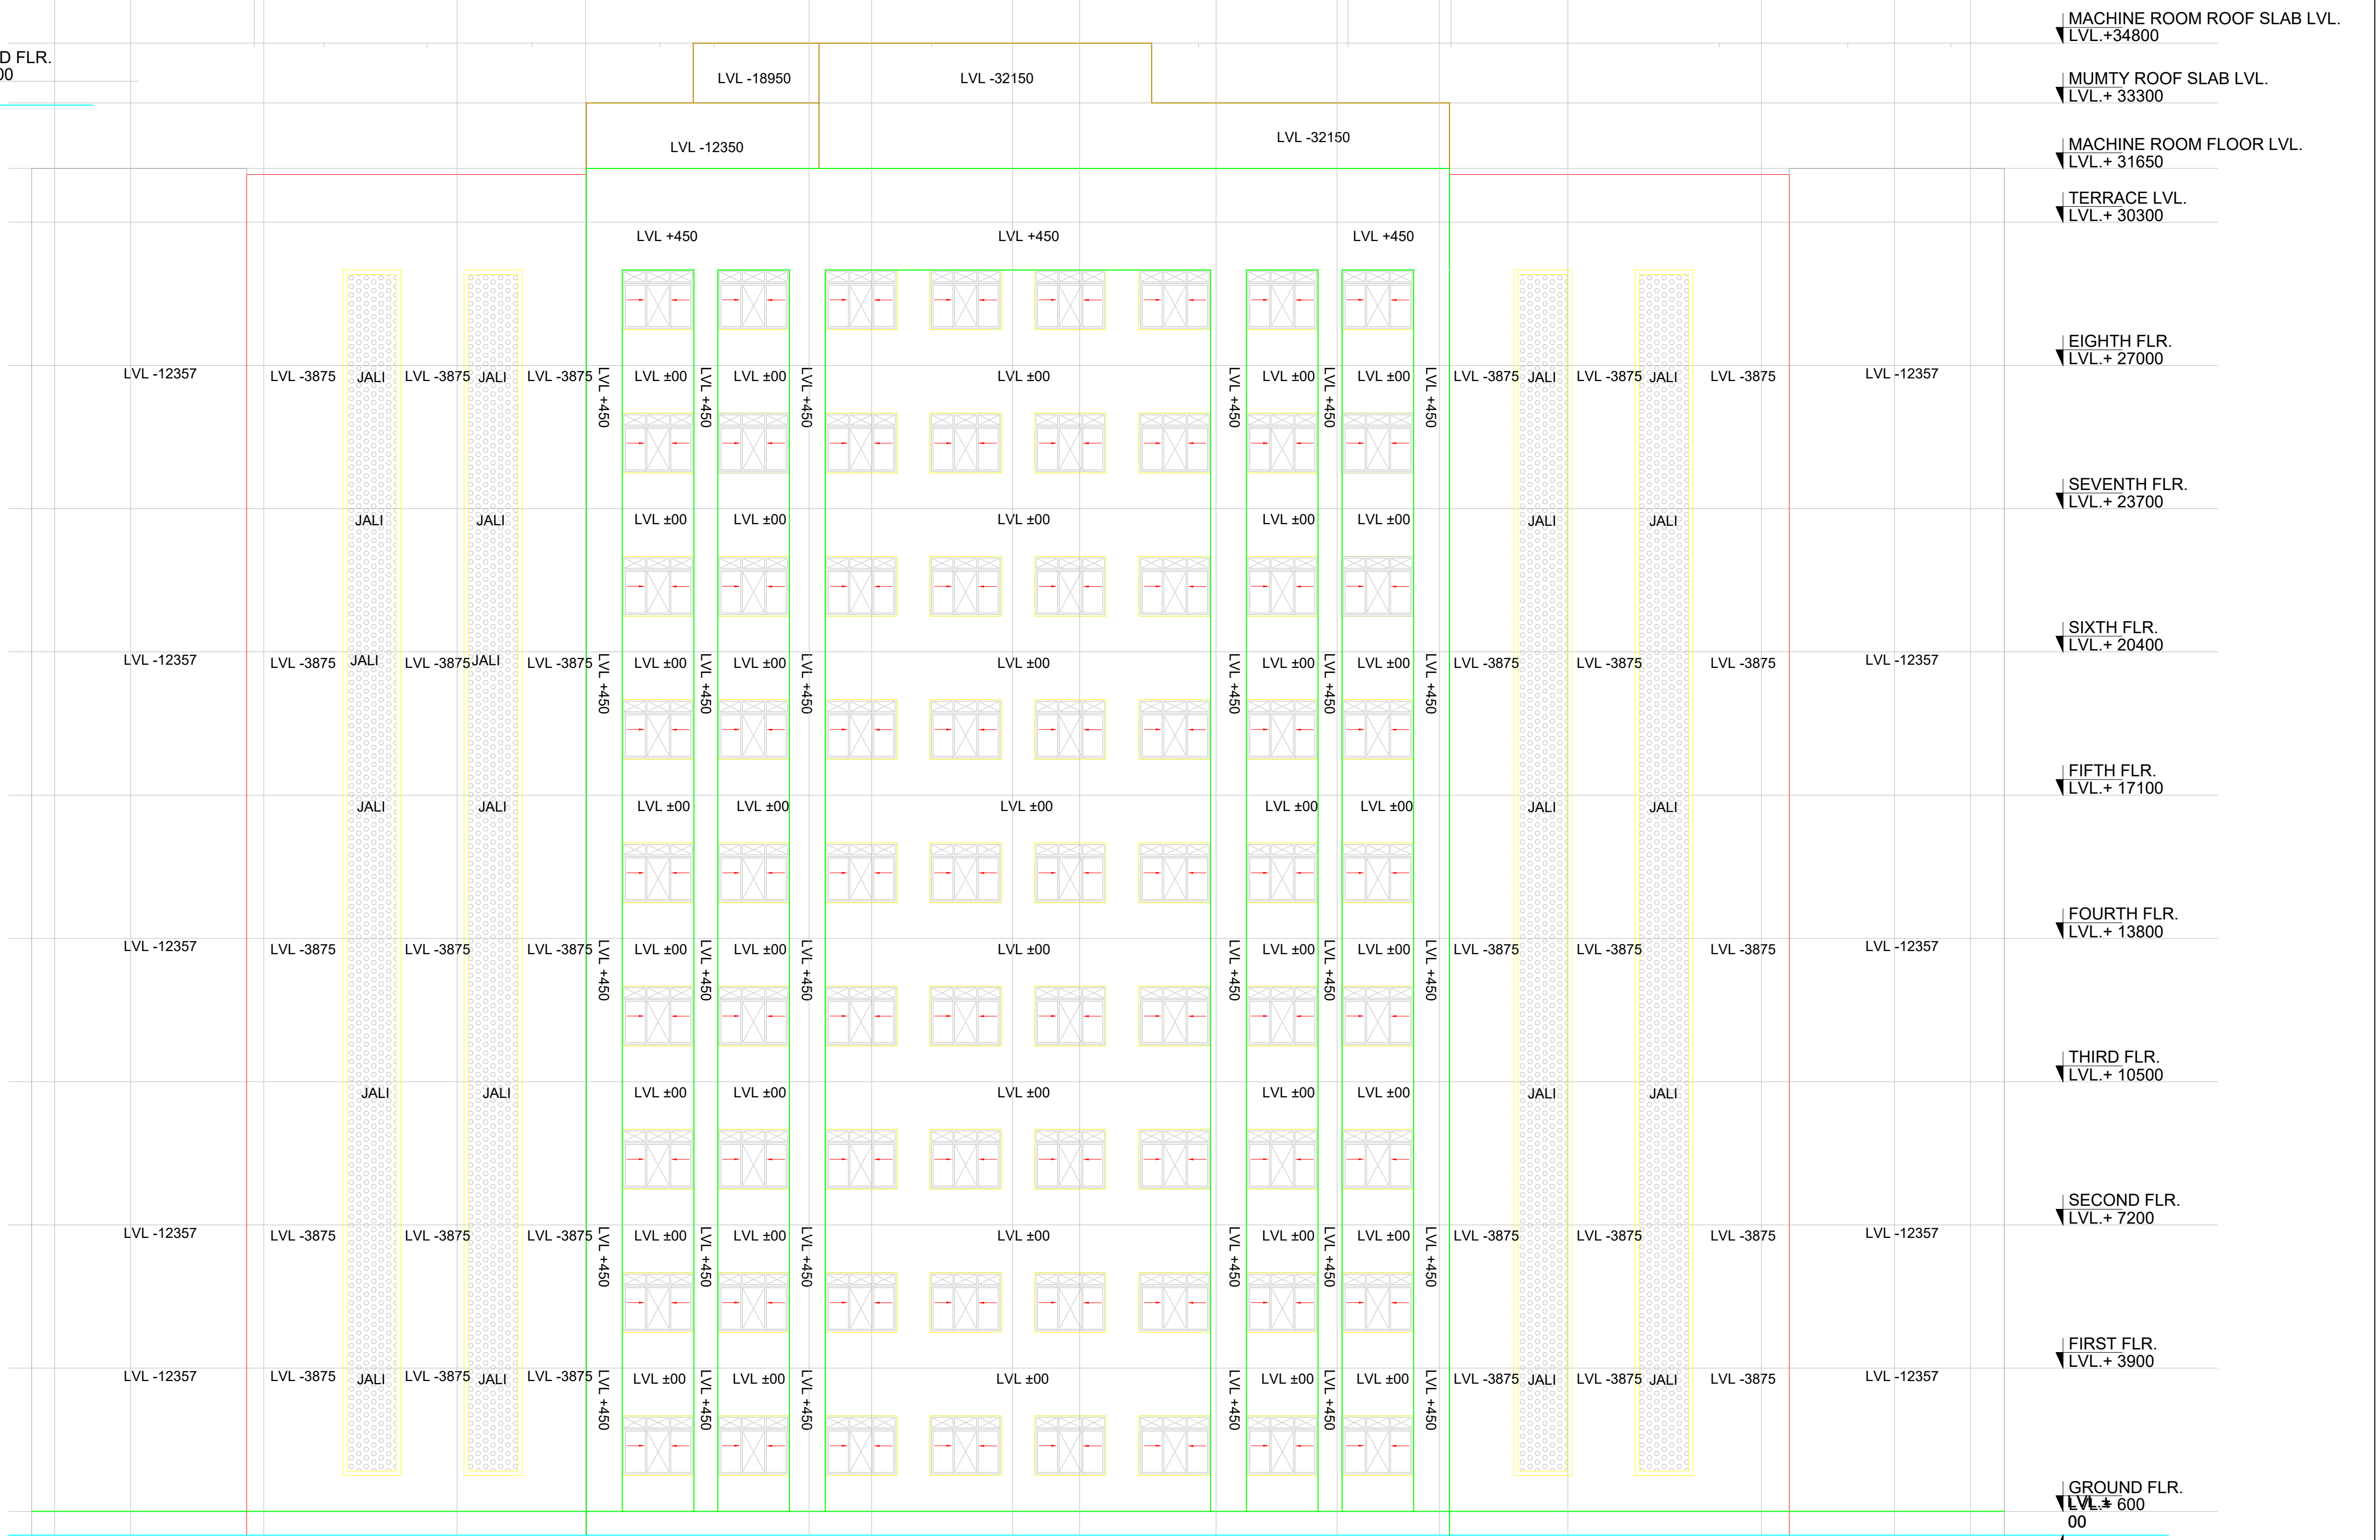 MACHINE ROOM ROOF SLAB LVL.
LVL.+34800
D FLR.
00
LVL -18950
LVL -32150
MUMTY ROOF SLAB LVL.
LVL.+ 33300
LVL -12350
LVL -32150
MACHINE ROOM FLOOR LVL.
LVL.+ 31650
TERRACE LVL.
LVL.+ 30300
LVL +450
LVL +450
LVL +450
EIGHTH FLR.
LVL.+ 27000
LVL -12357
LVL -3875
JALI
LVL -3875
JALI
LVL -3875
LVL +450
LVL ±00
LVL +450
LVL ±00
LVL +450
LVL ±00
LVL +450
LVL ±00
LVL +450
LVL ±00
LVL +450
LVL -3875
JALI
LVL -3875
JALI
LVL -3875
LVL -12357
SEVENTH FLR.
LVL.+ 23700
JALI
JALI
LVL ±00
LVL ±00
LVL ±00
LVL ±00
LVL ±00
JALI
JALI
SIXTH FLR.
LVL.+ 20400
LVL -12357
LVL -3875
JALI
LVL -3875
JALI
LVL -3875
LVL +450
LVL ±00
LVL +450
LVL ±00
LVL +450
LVL ±00
LVL +450
LVL ±00
LVL +450
LVL ±00
LVL +450
LVL -3875
LVL -3875
LVL -3875
LVL -12357
FIFTH FLR.
LVL.+ 17100
JALI
JALI
LVL ±00
LVL ±00
LVL ±00
LVL ±00
LVL ±00
JALI
JALI
FOURTH FLR.
LVL.+ 13800
LVL -12357
LVL -3875
LVL -3875
LVL -3875
LVL +450
LVL ±00
LVL +450
LVL ±00
LVL +450
LVL ±00
LVL +450
LVL ±00
LVL +450
LVL ±00
LVL +450
LVL -3875
LVL -3875
LVL -3875
LVL -12357
THIRD FLR.
LVL.+ 10500
JALI
JALI
LVL ±00
LVL ±00
LVL ±00
LVL ±00
LVL ±00
JALI
JALI
SECOND FLR.
LVL.+ 7200
LVL -12357
LVL -3875
LVL -3875
LVL -3875
LVL +450
LVL ±00
LVL +450
LVL ±00
LVL +450
LVL ±00
LVL +450
LVL ±00
LVL +450
LVL ±00
LVL +450
LVL -3875
LVL -3875
LVL -3875
LVL -12357
FIRST FLR.
LVL.+ 3900
LVL -12357
LVL -3875
JALI
LVL -3875
JALI
LVL -3875
LVL +450
LVL ±00
LVL +450
LVL ±00
LVL +450
LVL ±00
LVL +450
LVL ±00
LVL +450
LVL ±00
LVL +450
LVL -3875
JALI
LVL -3875
JALI
LVL -3875
LVL -12357
GROUND FLR.
600
00